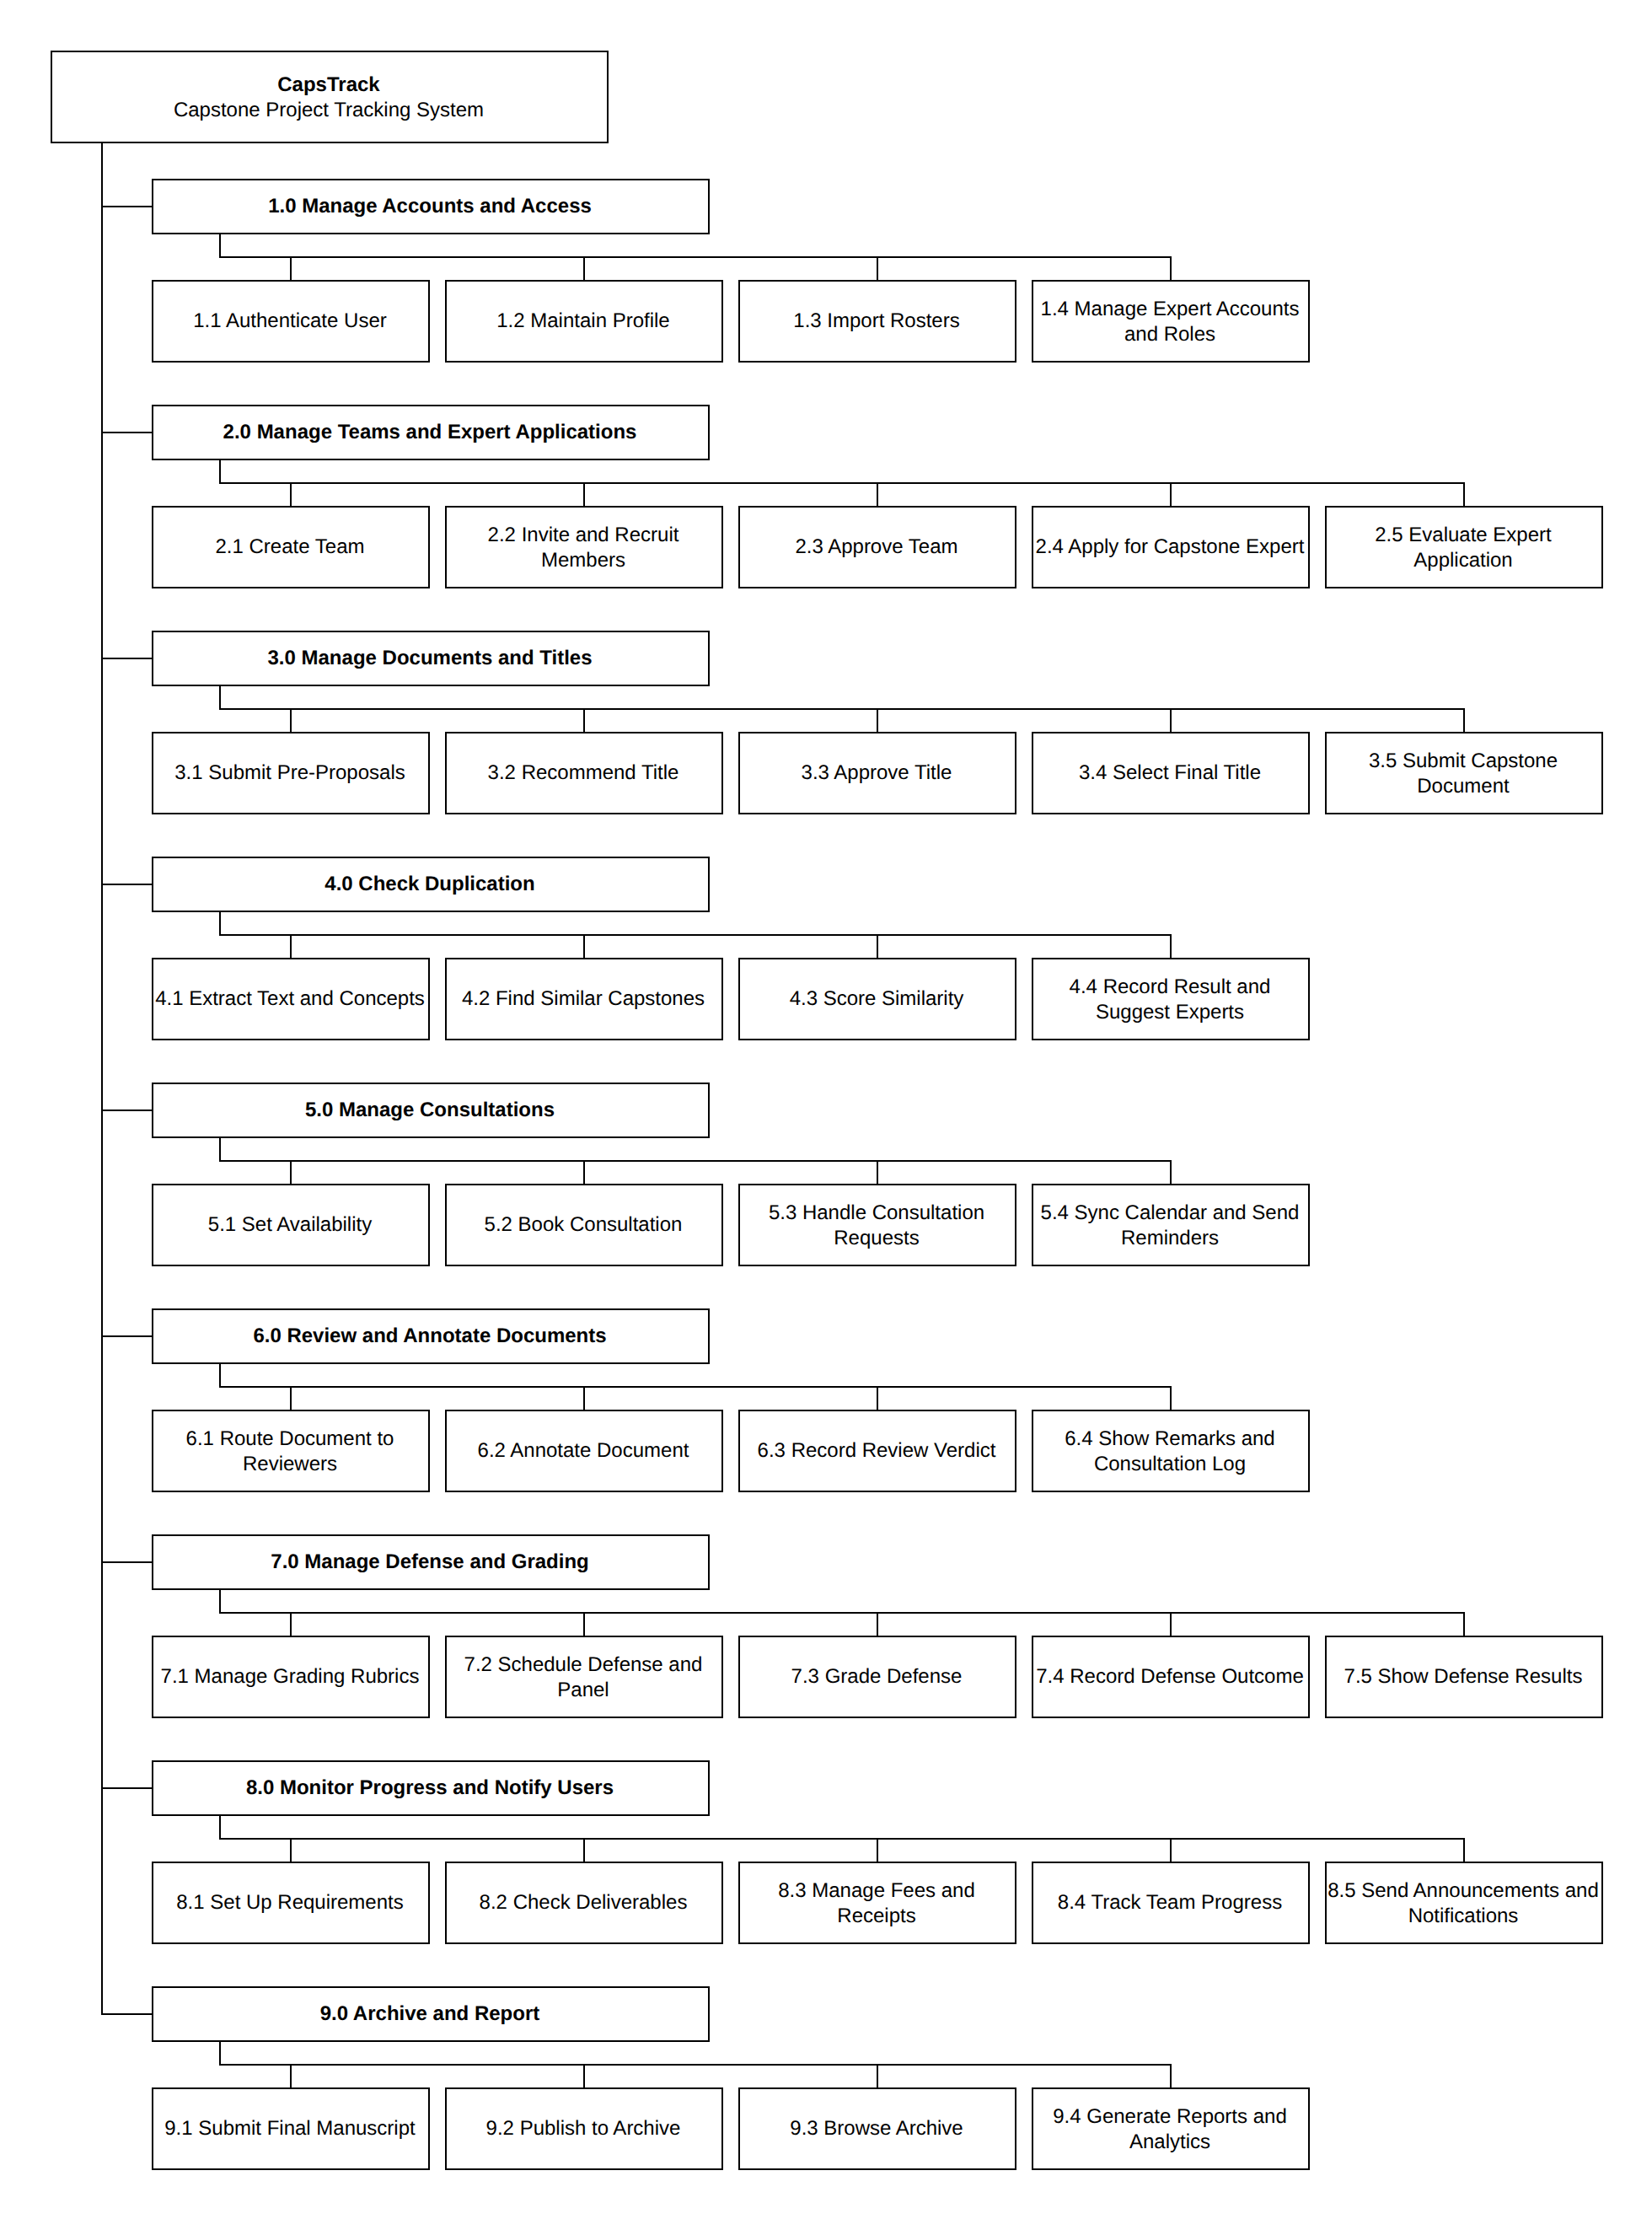 CapsTrack
Capstone Project Tracking System
1.0 Manage Accounts and Access
1.1 Authenticate User
1.2 Maintain Profile
1.3 Import Rosters
1.4 Manage Expert Accounts
and Roles
2.0 Manage Teams and Expert Applications
2.1 Create Team
2.2 Invite and Recruit
Members
2.3 Approve Team
2.4 Apply for Capstone Expert
2.5 Evaluate Expert
Application
3.0 Manage Documents and Titles
3.1 Submit Pre-Proposals
3.2 Recommend Title
3.3 Approve Title
3.4 Select Final Title
3.5 Submit Capstone
Document
4.0 Check Duplication
4.1 Extract Text and Concepts
4.2 Find Similar Capstones
4.3 Score Similarity
4.4 Record Result and
Suggest Experts
5.0 Manage Consultations
5.1 Set Availability
5.2 Book Consultation
5.3 Handle Consultation
Requests
5.4 Sync Calendar and Send
Reminders
6.0 Review and Annotate Documents
6.1 Route Document to
Reviewers
6.2 Annotate Document
6.3 Record Review Verdict
6.4 Show Remarks and
Consultation Log
7.0 Manage Defense and Grading
7.1 Manage Grading Rubrics
7.2 Schedule Defense and
Panel
7.3 Grade Defense
7.4 Record Defense Outcome
7.5 Show Defense Results
8.0 Monitor Progress and Notify Users
8.1 Set Up Requirements
8.2 Check Deliverables
8.3 Manage Fees and
Receipts
8.4 Track Team Progress
8.5 Send Announcements and
Notifications
9.0 Archive and Report
9.1 Submit Final Manuscript
9.2 Publish to Archive
9.3 Browse Archive
9.4 Generate Reports and
Analytics